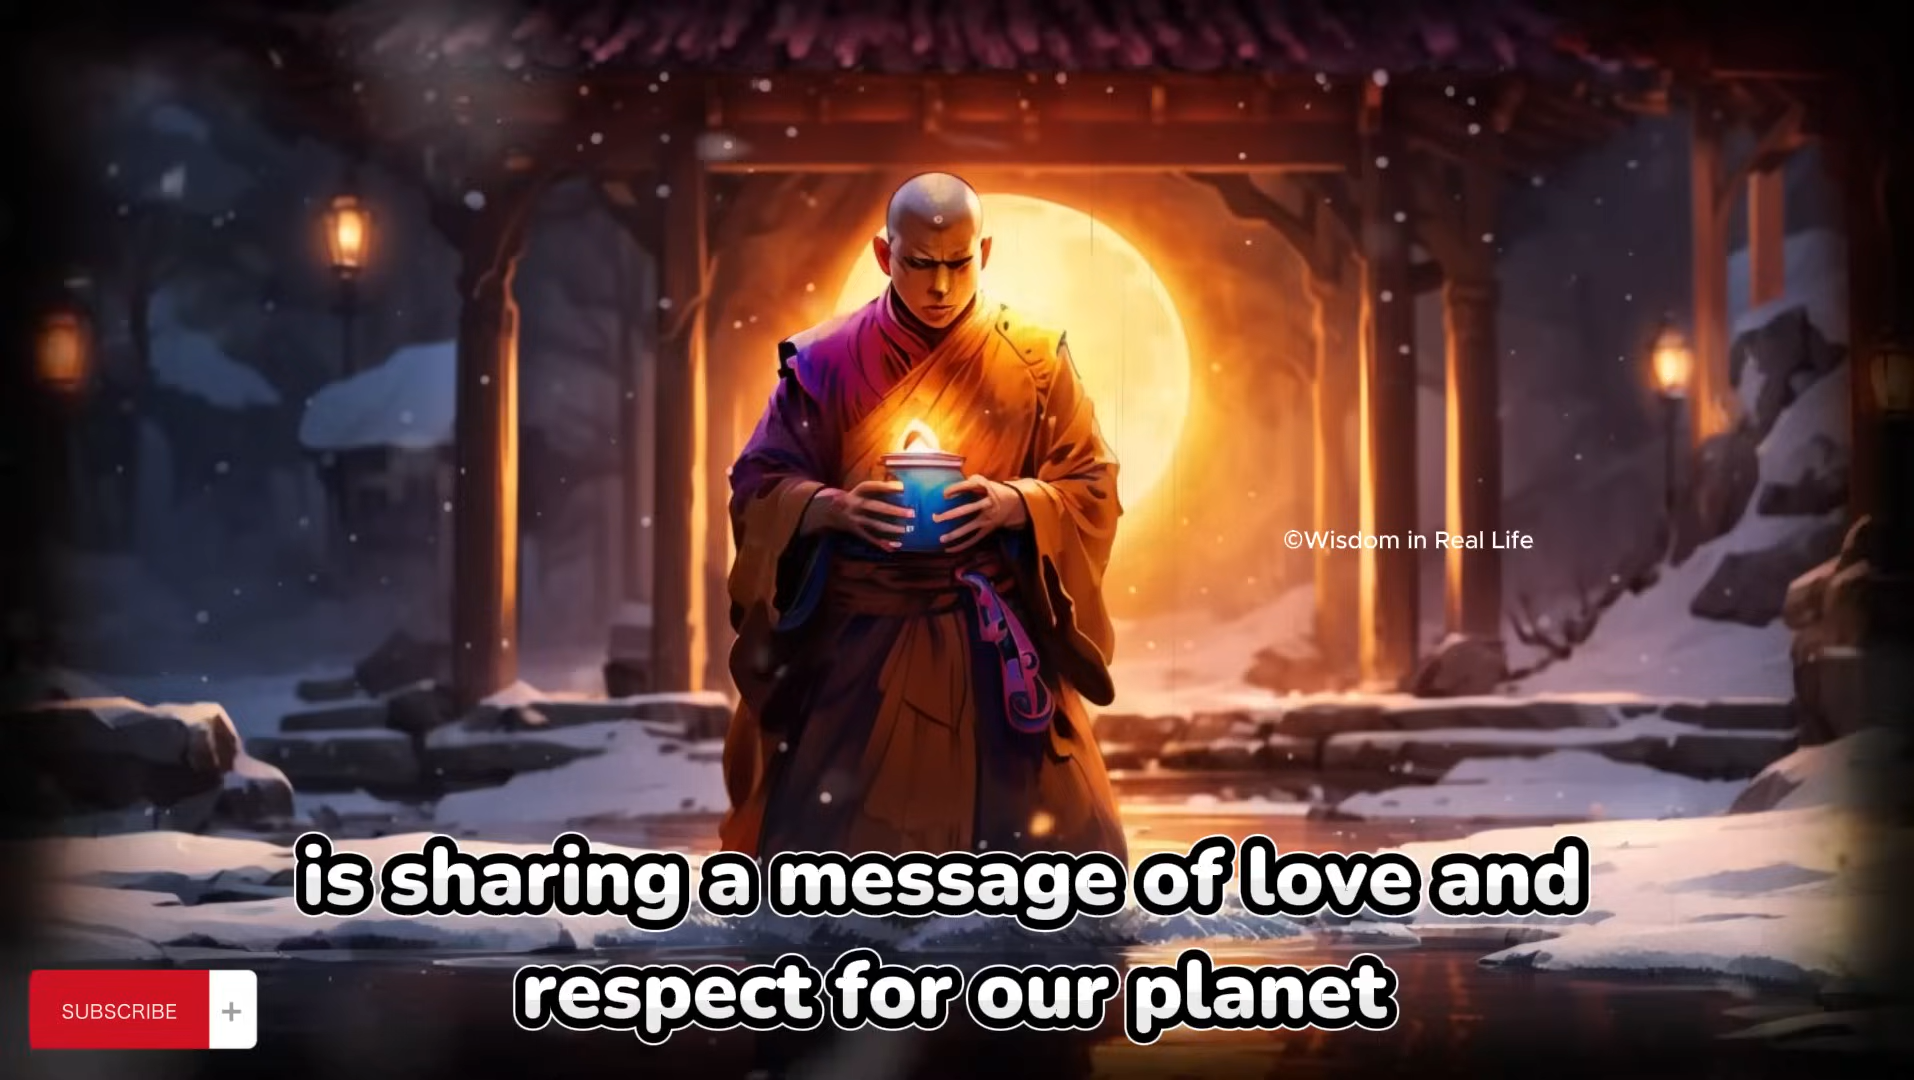 ©Wisdom in Real Life
is sharing a message of love and
respect for our planet
SUBSCRIBE +